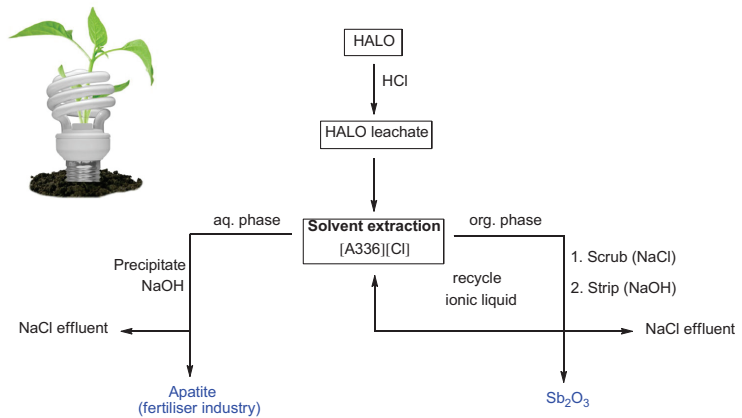 HALO
HCl
HALO leachate
aq. phase
Solvent extraction
[A336][Cl]
org. phase
Precipitate
NaOH
recycle
ionic liquid
1. Scrub (NaCl)
2. Strip (NaOH)
NaCl effluent
NaCl effluent
Apatite
(fertiliser industry)
Sb₂O₃